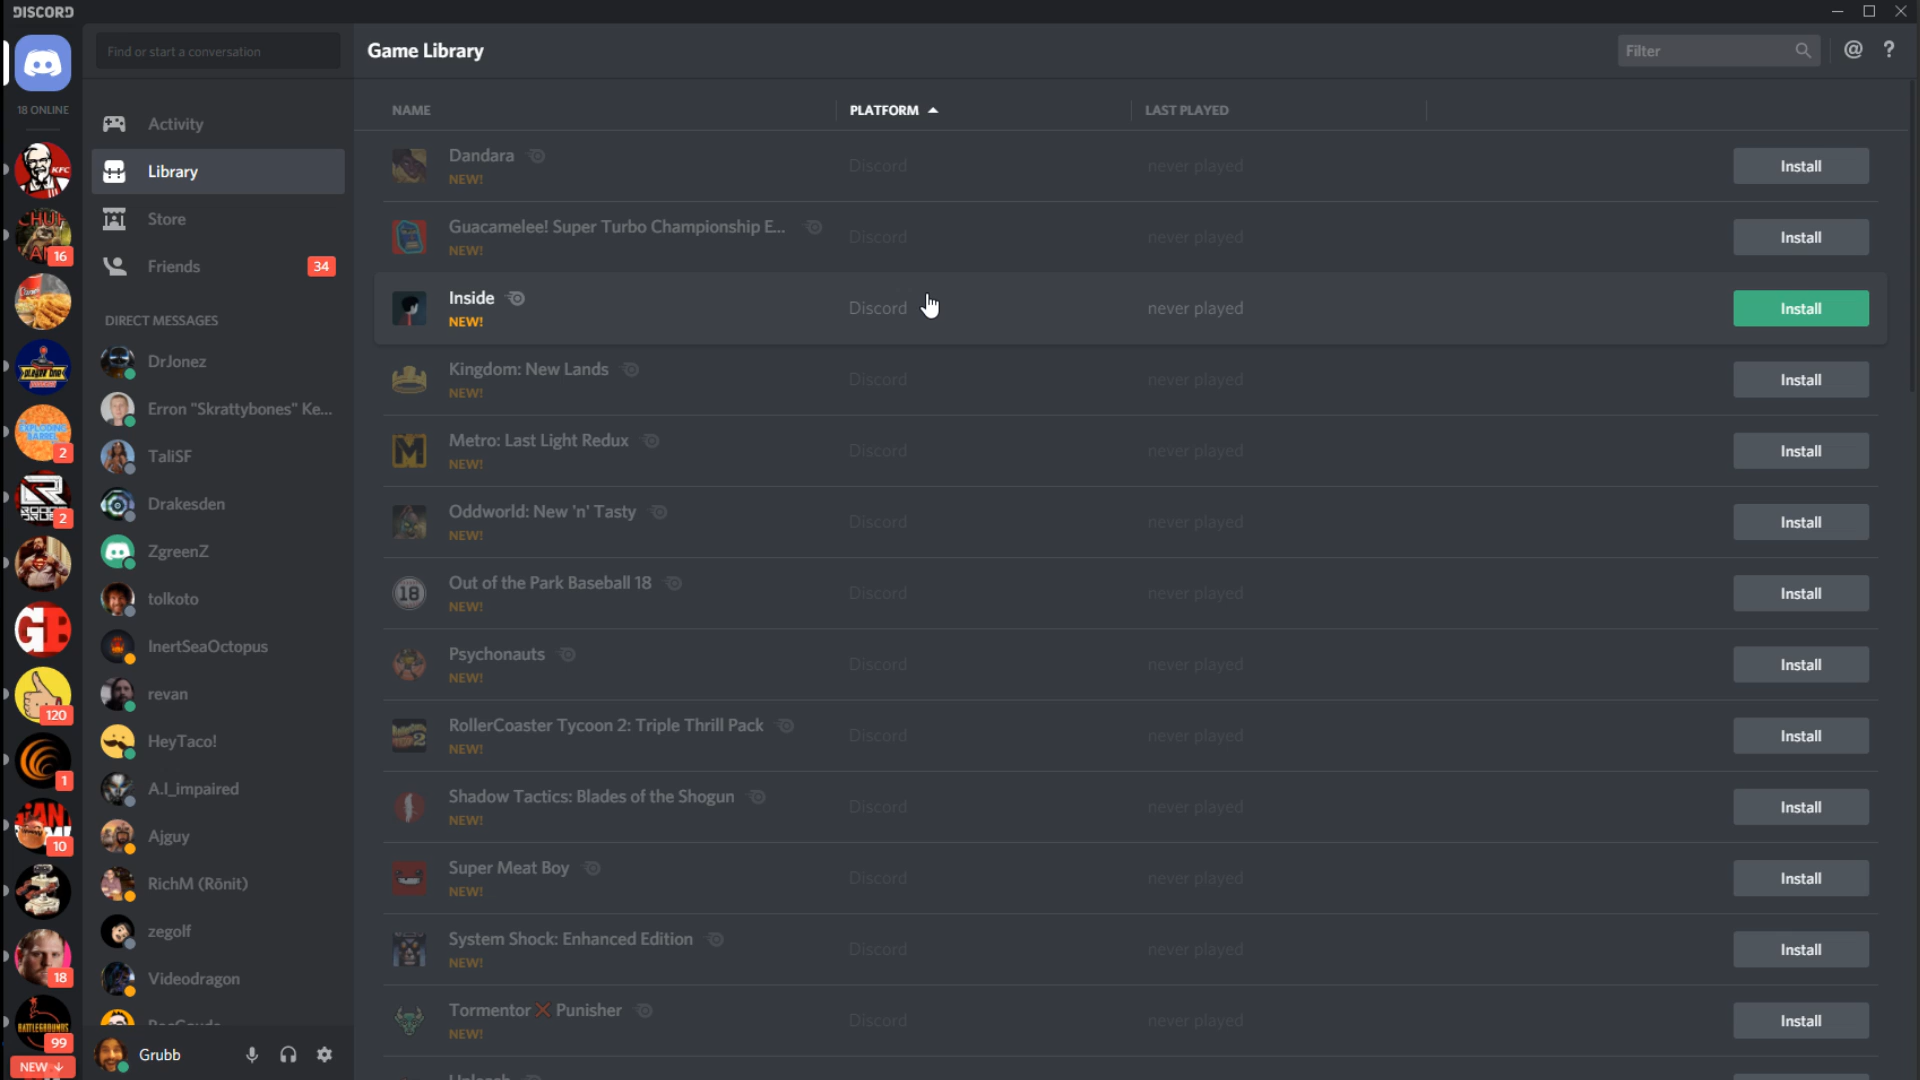 DISCORD
Find or start a conversation
Game Library
Filter
18 ONLINE
Activity
Library
Store
Friends
34
DIRECT MESSAGES
DrJonez
Erron "Skrattybones" Ke...
TaliSF
Drakesden
ZgreenZ
tolkoto
InertSeaOctopus
revan
HeyTaco!
A.I_impaired
Ajguy
RichM (Rōnit)
zegolf
Videodragon
Grubb
KFC
16
2
2
GB
120
1
10
18
BATTLEGROUNDS
99
NEW ↓
NAME
PLATFORM
LAST PLAYED
Dandara
NEW!
Discord
never played
Install
Guacamelee! Super Turbo Championship E...
NEW!
Discord
never played
Install
Inside
NEW!
Discord
never played
Install
Kingdom: New Lands
NEW!
Discord
never played
Install
Metro: Last Light Redux
NEW!
Discord
never played
Install
Oddworld: New 'n' Tasty
NEW!
Discord
never played
Install
18
Out of the Park Baseball 18
NEW!
Discord
never played
Install
Psychonauts
NEW!
Discord
never played
Install
RollerCoaster Tycoon 2: Triple Thrill Pack
NEW!
Discord
never played
Install
Shadow Tactics: Blades of the Shogun
NEW!
Discord
never played
Install
Super Meat Boy
NEW!
Discord
never played
Install
System Shock: Enhanced Edition
NEW!
Discord
never played
Install
Tormentor❌Punisher
NEW!
Discord
never played
Install